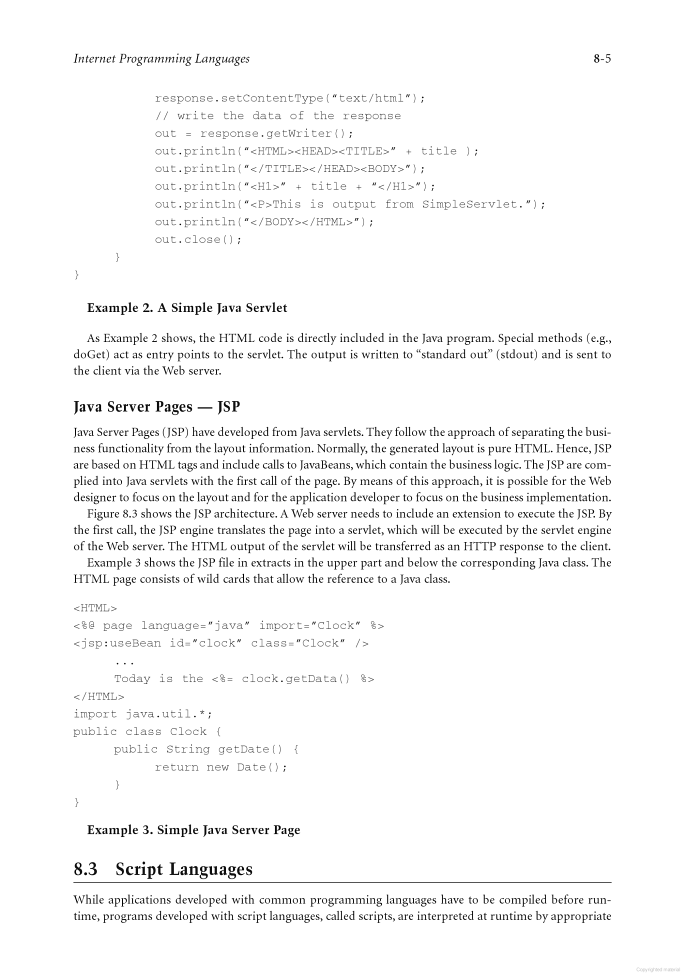 Internet Programming Languages 8-5
response.setContentType(“text/html”);
// write the data of the response
out = response.getWriter();
out.println(“<HTML><HEAD><TITLE>” + title );
out.println(“</TITLE></HEAD><BODY>”);
out.println(“<H1>” + title + “</H1>”);
out.println(“<P>This is output from SimpleServlet.”);
out.println(“</BODY></HTML>”);
out.close();
}
}
Example 2. A Simple Java Servlet
As Example 2 shows, the HTML code is directly included in the Java program. Special methods (e.g.,
doGet) act as entry points to the servlet. The output is written to “standard out” (stdout) and is sent to
the client via the Web server.
Java Server Pages — JSP
Java Server Pages (JSP) have developed from Java servlets. They follow the approach of separating the busi-
ness functionality from the layout information. Normally, the generated layout is pure HTML. Hence, JSP
are based on HTML tags and include calls to JavaBeans, which contain the business logic. The JSP are com-
plied into Java servlets with the first call of the page. By means of this approach, it is possible for the Web
designer to focus on the layout and for the application developer to focus on the business implementation.
Figure 8.3 shows the JSP architecture. A Web server needs to include an extension to execute the JSP. By
the first call, the JSP engine translates the page into a servlet, which will be executed by the servlet engine
of the Web server. The HTML output of the servlet will be transferred as an HTTP response to the client.
Example 3 shows the JSP file in extracts in the upper part and below the corresponding Java class. The
HTML page consists of wild cards that allow the reference to a Java class.
<HTML>
<%@ page language=”java” import=”Clock” %>
<jsp:useBean id=”clock” class=”Clock” />
...
Today is the <%= clock.getData() %>
</HTML>
import java.util.*;
public class Clock {
public String getDate() {
return new Date();
}
}
Example 3. Simple Java Server Page
8.3 Script Languages
While applications developed with common programming languages have to be compiled before run-
time, programs developed with script languages, called scripts, are interpreted at runtime by appropriate
Copyrighted material